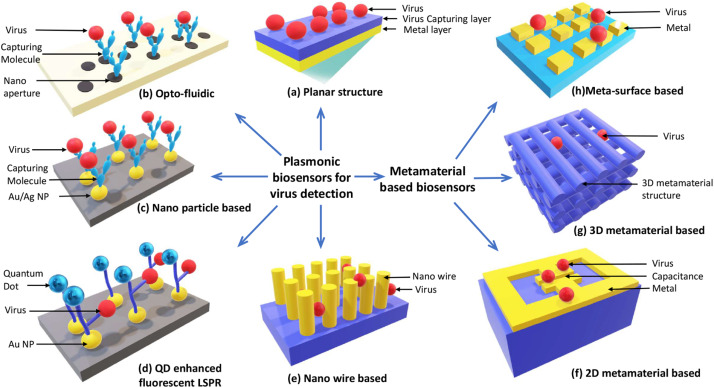 Virus
Capturing
Molecule
Nano
aperture
(b) Opto-fluidic
Virus
Virus Capturing layer
Metal layer
(a) Planar structure
Virus
Metal
(h)Meta-surface based
Virus
Capturing
Molecule
Au/Ag NP
(c) Nano particle based
Plasmonic
biosensors for
virus detection
Metamaterial
based biosensors
Virus
3D metamaterial
structure
(g) 3D metamaterial based
Quantum
Dot
Virus
Au NP
(d) QD enhanced
fluorescent LSPR
Nano wire
Virus
(e) Nano wire based
Virus
Capacitance
Metal
(f) 2D metamaterial based